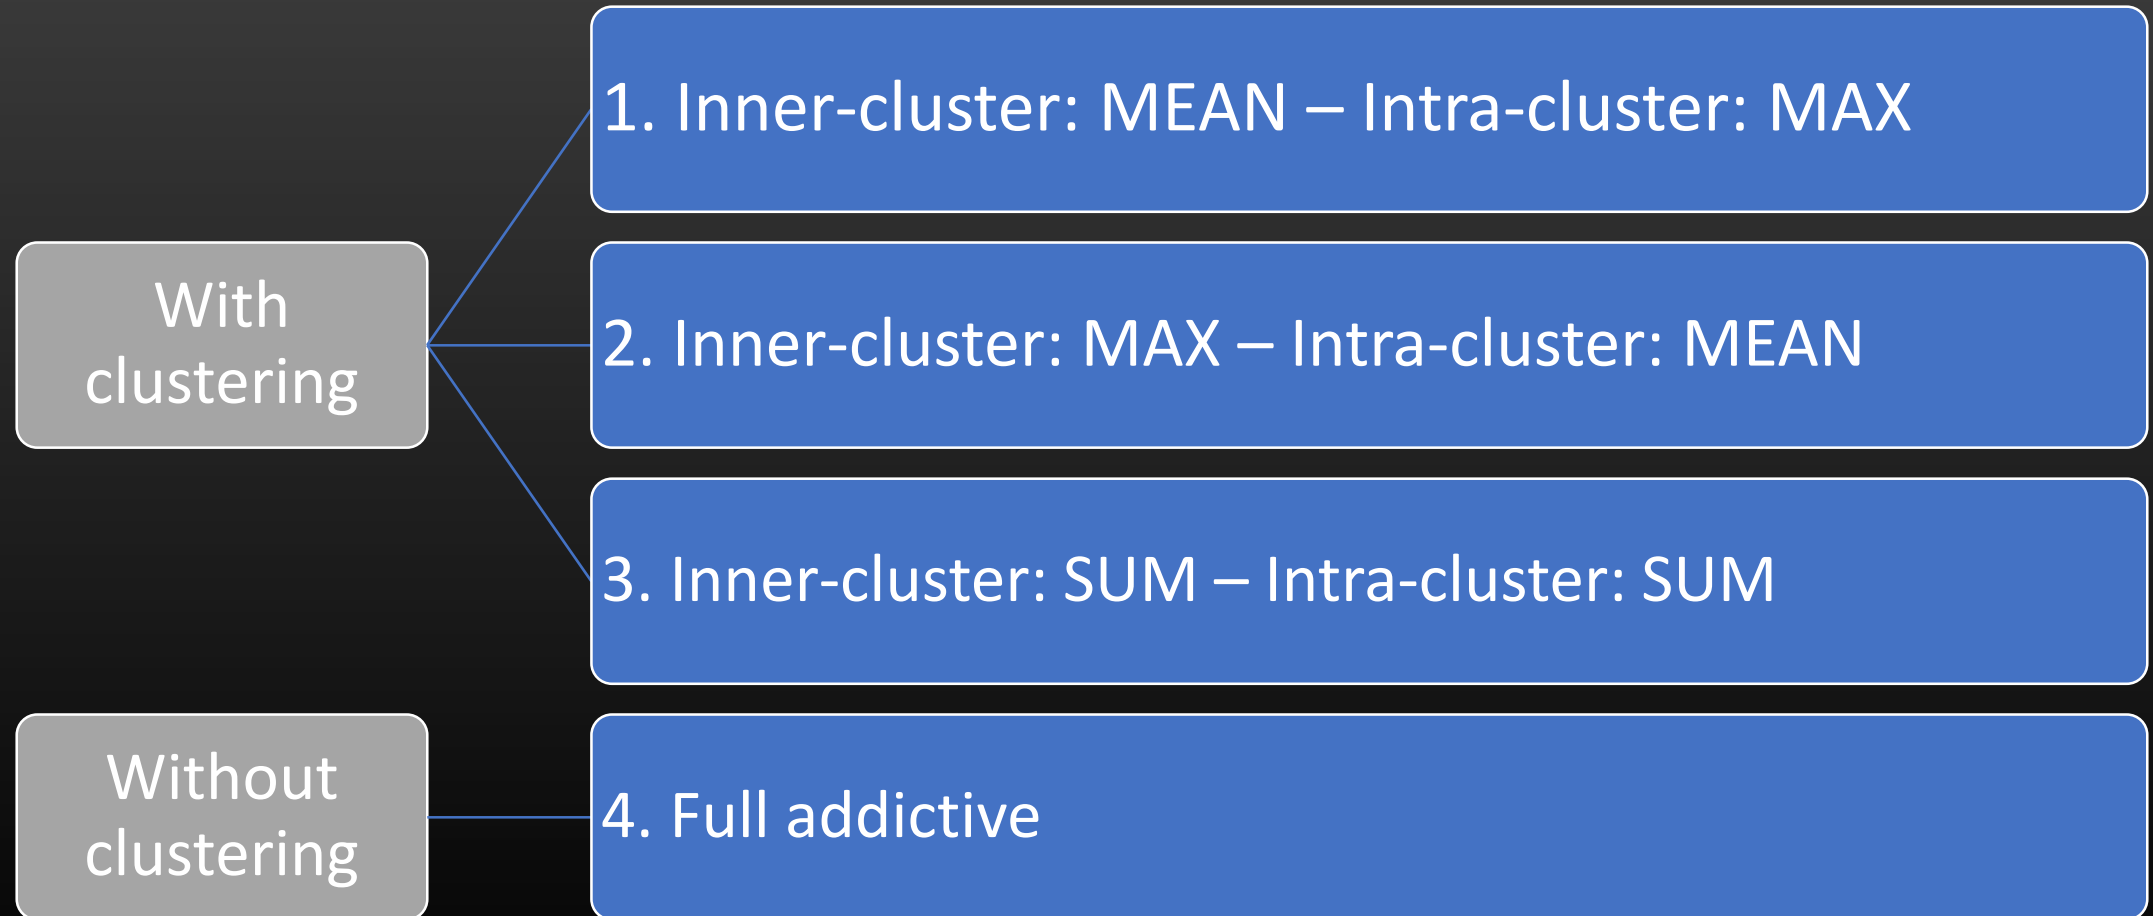 1. Inner-cluster: MEAN – Intra-cluster: MAX
With
clustering
2. Inner-cluster: MAX – Intra-cluster: MEAN
3. Inner-cluster: SUM – Intra-cluster: SUM
Without
clustering
4. Full addictive